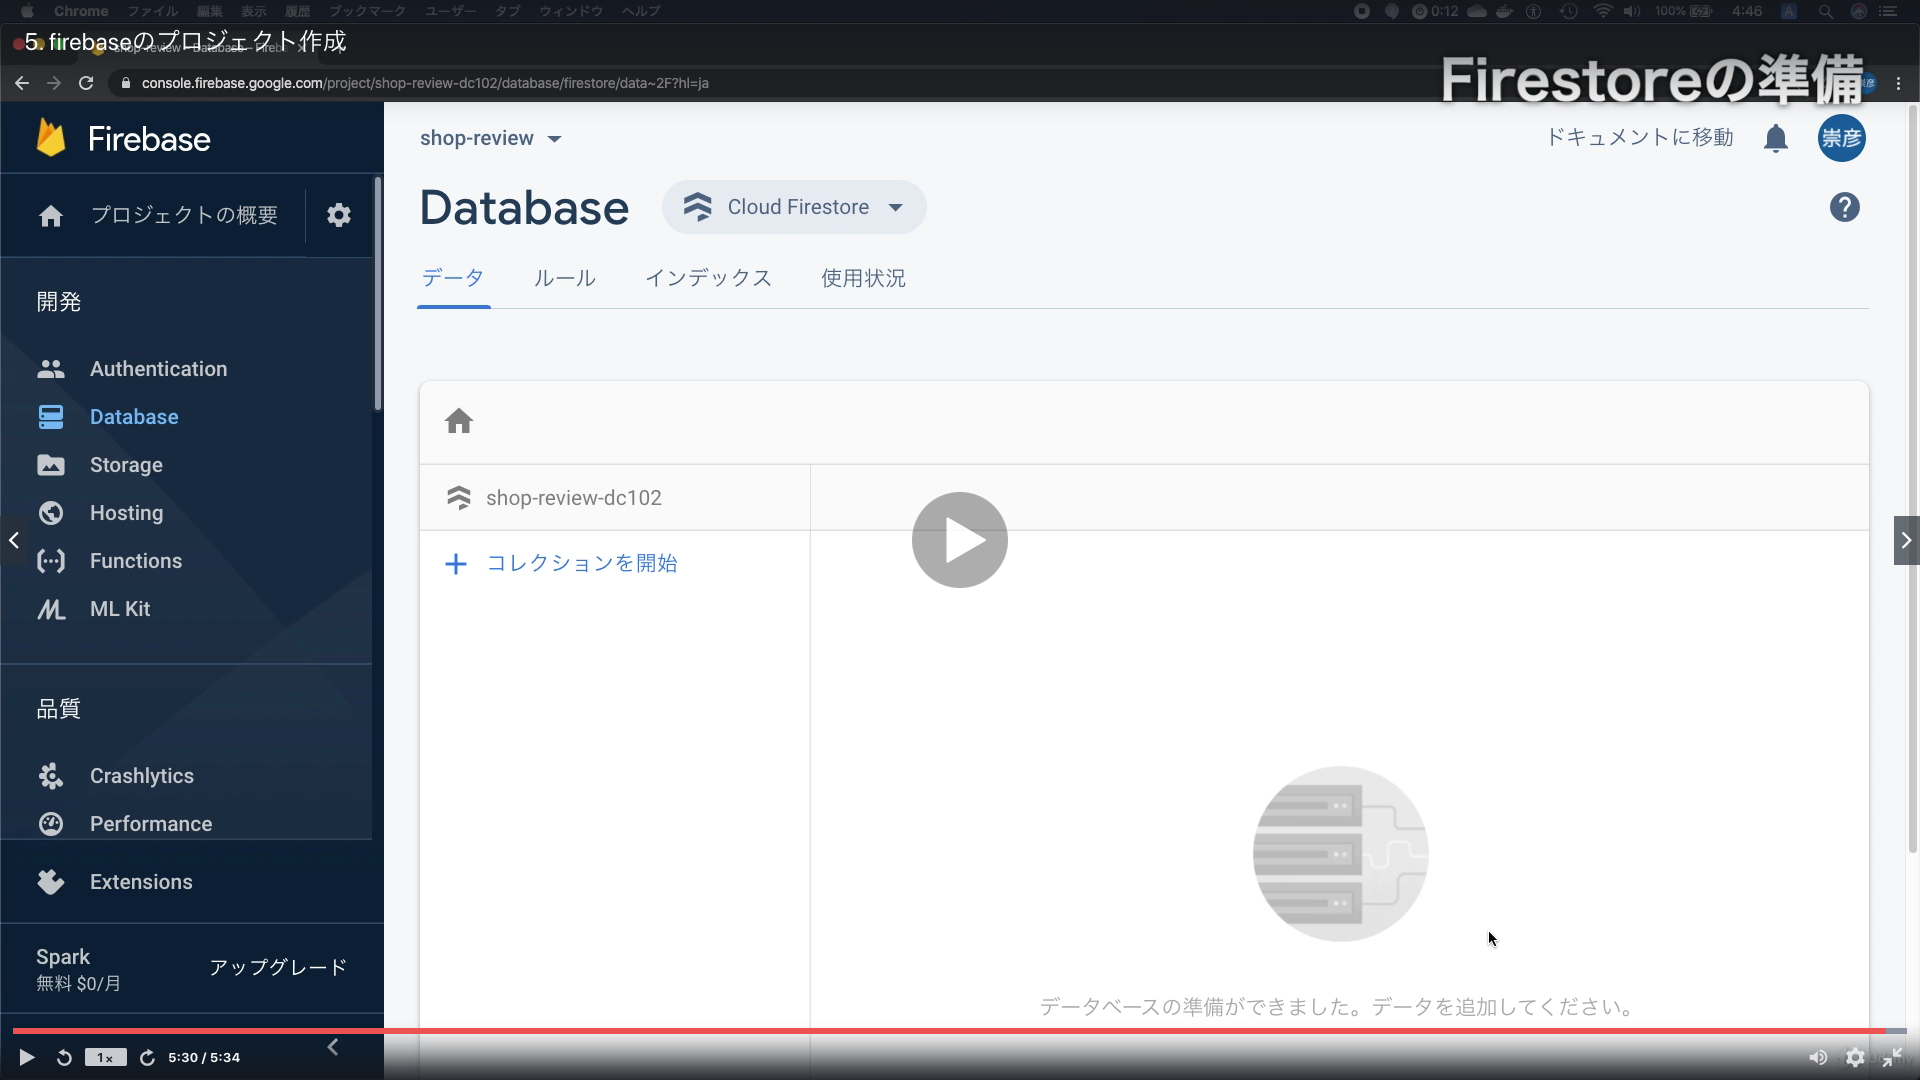 Chrome ファイル 編集 表示 履歴 ブックマーク ユーザー タブ ウィンドウ ヘルプ 0:12 100% 4:46 A
5. firebaseのプロジェクト作成
Firestoreの準備
console.firebase.google.com/project/shop-review-dc102/database/firestore/data~2F?hl=ja
Firebase
shop-review
ドキュメントに移動
崇彦
プロジェクトの概要
Database
Cloud Firestore
データ ルール インデックス 使用状況
開発
Authentication
Database
Storage
Hosting
Functions
ML Kit
品質
Crashlytics
Performance
Extensions
Spark
無料 $0/月
アップグレード
shop-review-dc102
コレクションを開始
データベースの準備ができました。データを追加してください。
1x
5:30 / 5:34